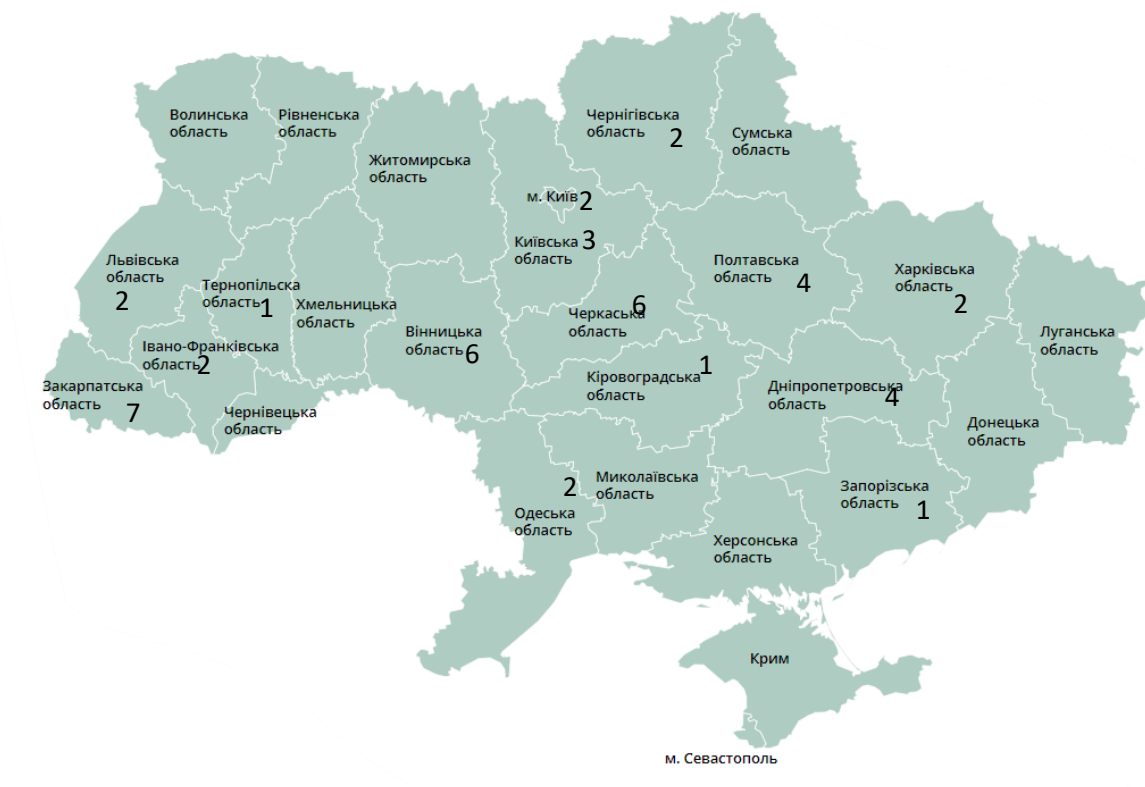 Волинська
область
Рівненська
область
Житомирська
область
Чернігівська
область
2
Сумська
область
м. Київ
2
Київська
3
область
Львівська
область
2
Тернопільська
область
1
Хмельницька
область
Вінницька
область
6
Черкаська
6
область
Полтавська
область
4
Харківська
область
2
Луганська
область
Івано-Франківська
область
2
Закарпатська
область
7
Чернівецька
область
Кіровоградська
1
область
Дніпропетровська
область
4
Донецька
область
Миколаївська
область
2
Одеська
область
Запорізська
область
1
Херсонська
область
Крим
м. Севастополь